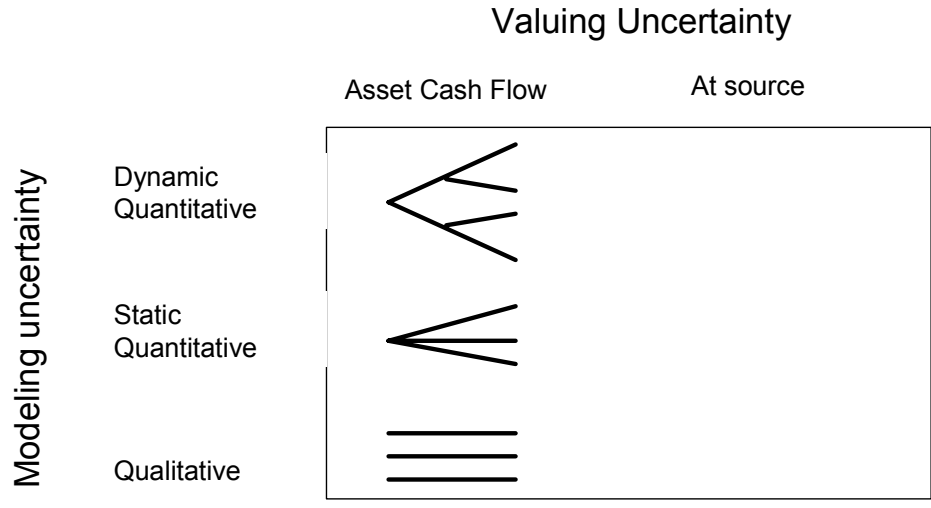 Valuing Uncertainty
Asset Cash Flow
At source
Modeling uncertainty
Dynamic
Quantitative
Static
Quantitative
Qualitative